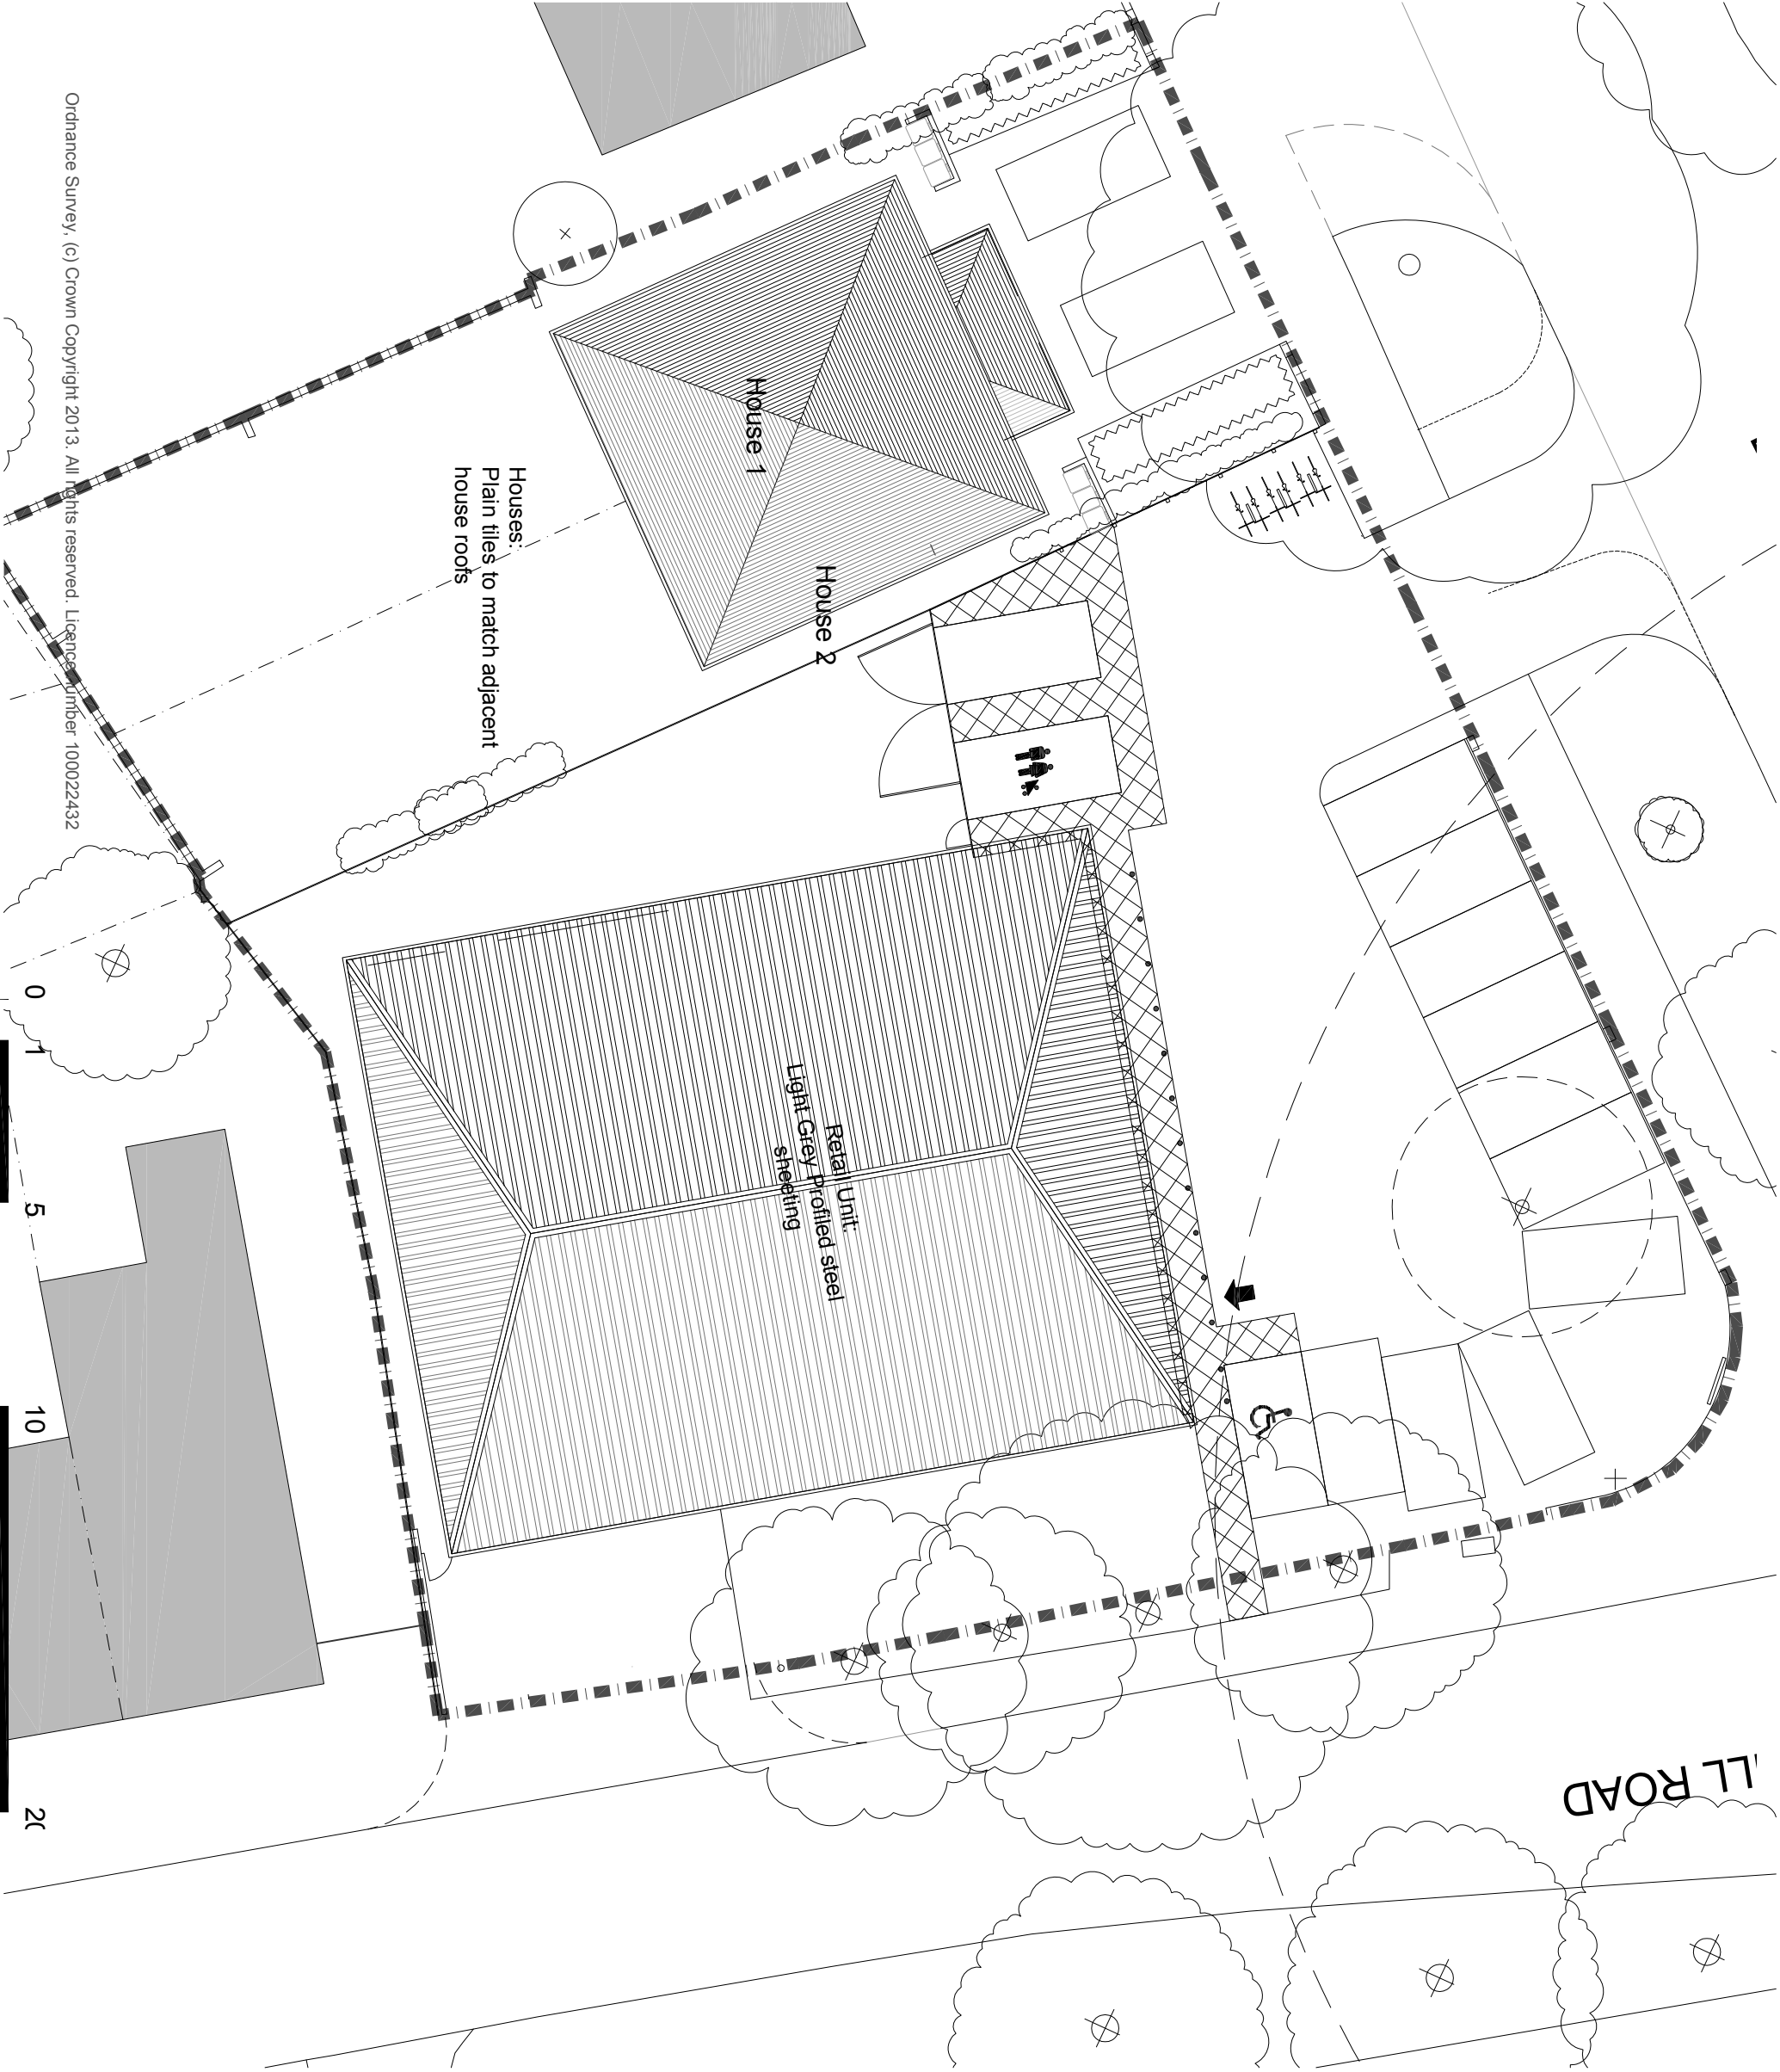 House 1
House 2
Houses:
Plain tiles to match adjacent
house roofs
Retail Unit:
Light Grey Profiled steel
sheeting
LL ROAD
0 1 5 10 20
Ordnance Survey, (c) Crown Copyright 2013. All rights reserved. Licence number 100022432